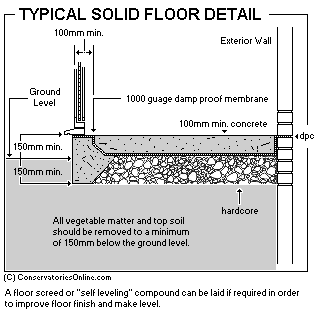 TYPICAL SOLID FLOOR DETAIL
100mm min.
Exterior Wall
Ground
Level
1000 guage damp proof membrane
100mm min. concrete
dpc
150mm min.
150mm min.
hardcore
All vegetable matter and top soil
should be removed to a minimum
of 150mm below the ground level.
(C) ConservatoriesOnline.com
A floor screed or "self leveling" compound can be laid if required in order
to improve floor finish and make level.